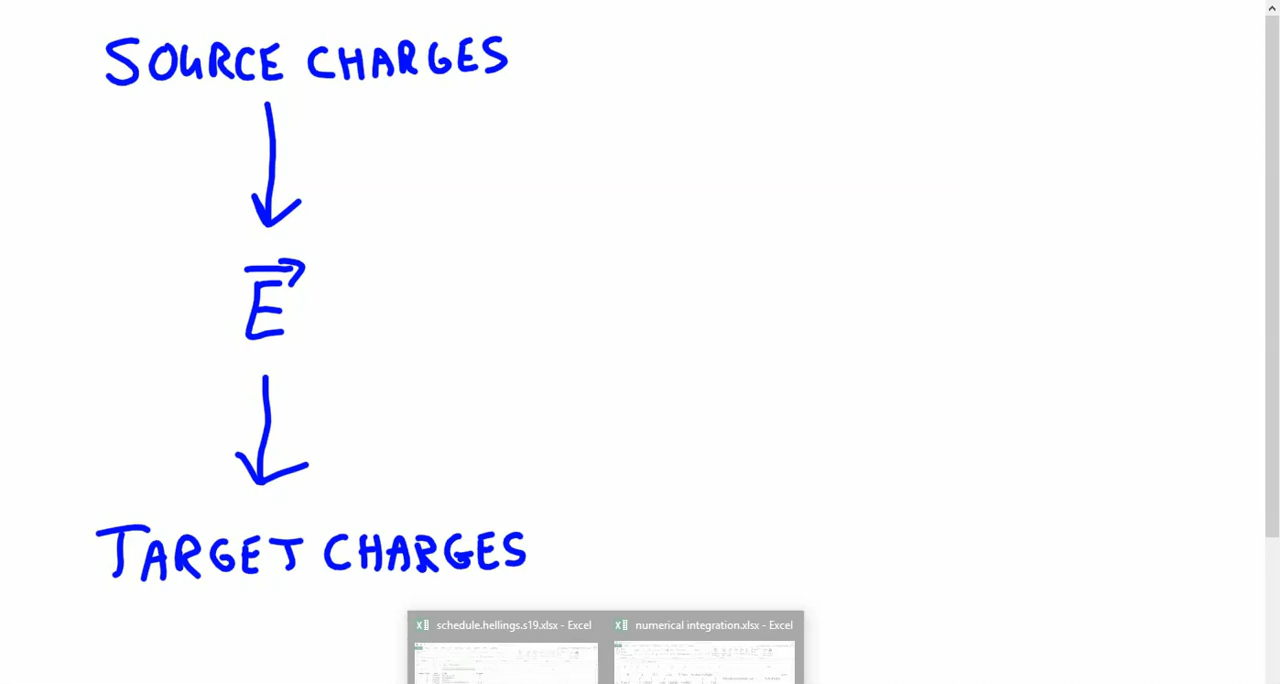 SOURCE CHARGES
E
TARGET CHARGES
schedule.hellings.s19.xlsx - Excel
numerical integration.xlsx - Excel